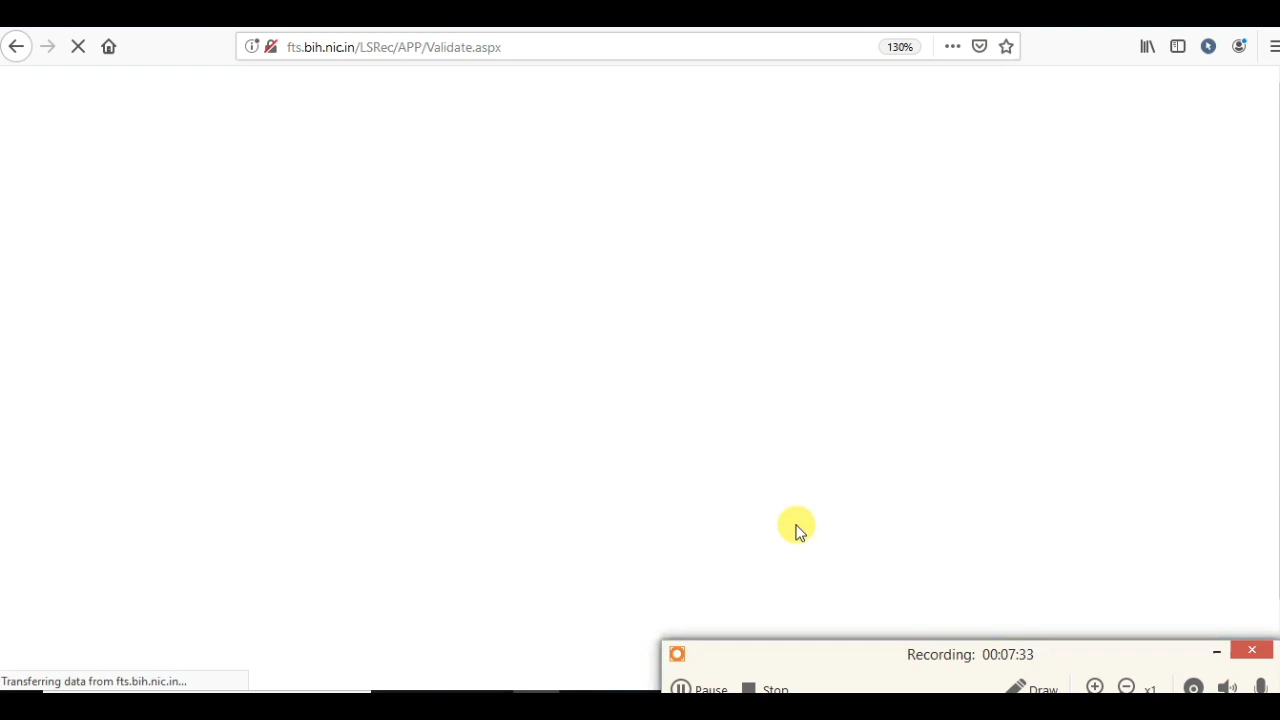 fts.bih.nic.in/LSRec/APP/Validate.aspx
130%
Recording: 00:07:33
Transferring data from fts.bih.nic.in...
Pause
Stop
Draw
x1